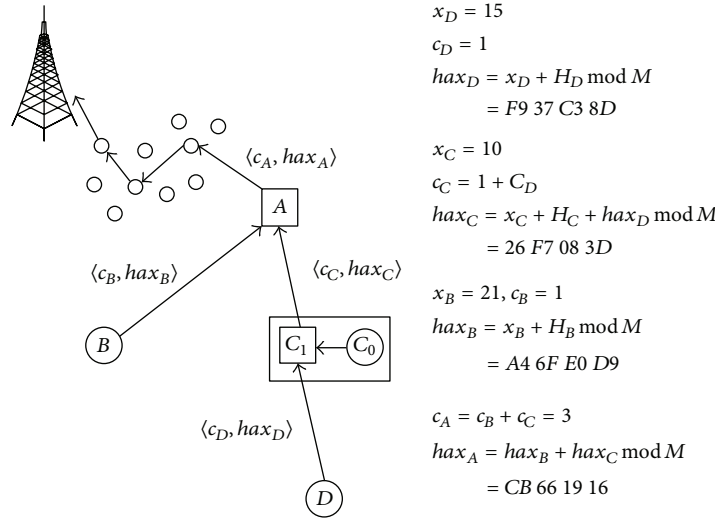 ⟨c_A, hax_A⟩
A
⟨c_B, hax_B⟩
⟨c_C, hax_C⟩
B
C_1
C_0
⟨c_D, hax_D⟩
D
x_D = 15
c_D = 1
hax_D = x_D + H_D mod M
= F9 37 C3 8D
x_C = 10
c_C = 1 + C_D
hax_C = x_C + H_C + hax_D mod M
= 26 F7 08 3D
x_B = 21, c_B = 1
hax_B = x_B + H_B mod M
= A4 6F E0 D9
c_A = c_B + c_C = 3
hax_A = hax_B + hax_C mod M
= CB 66 19 16